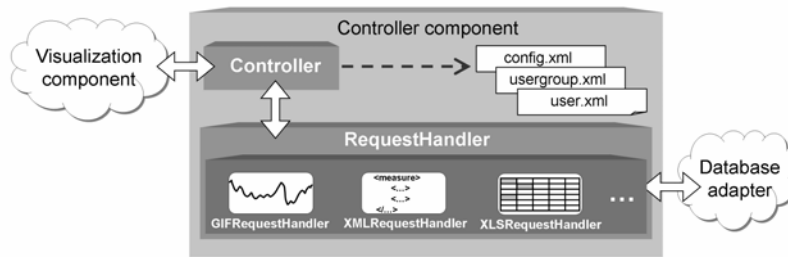 Controller component
Visualization
component
Controller
config.xml
usergroup.xml
user.xml
RequestHandler
<measure>
<...>
<...>
</...>
GIFRequestHandler
XMLRequestHandler
XLSRequestHandler
...
Database
adapter